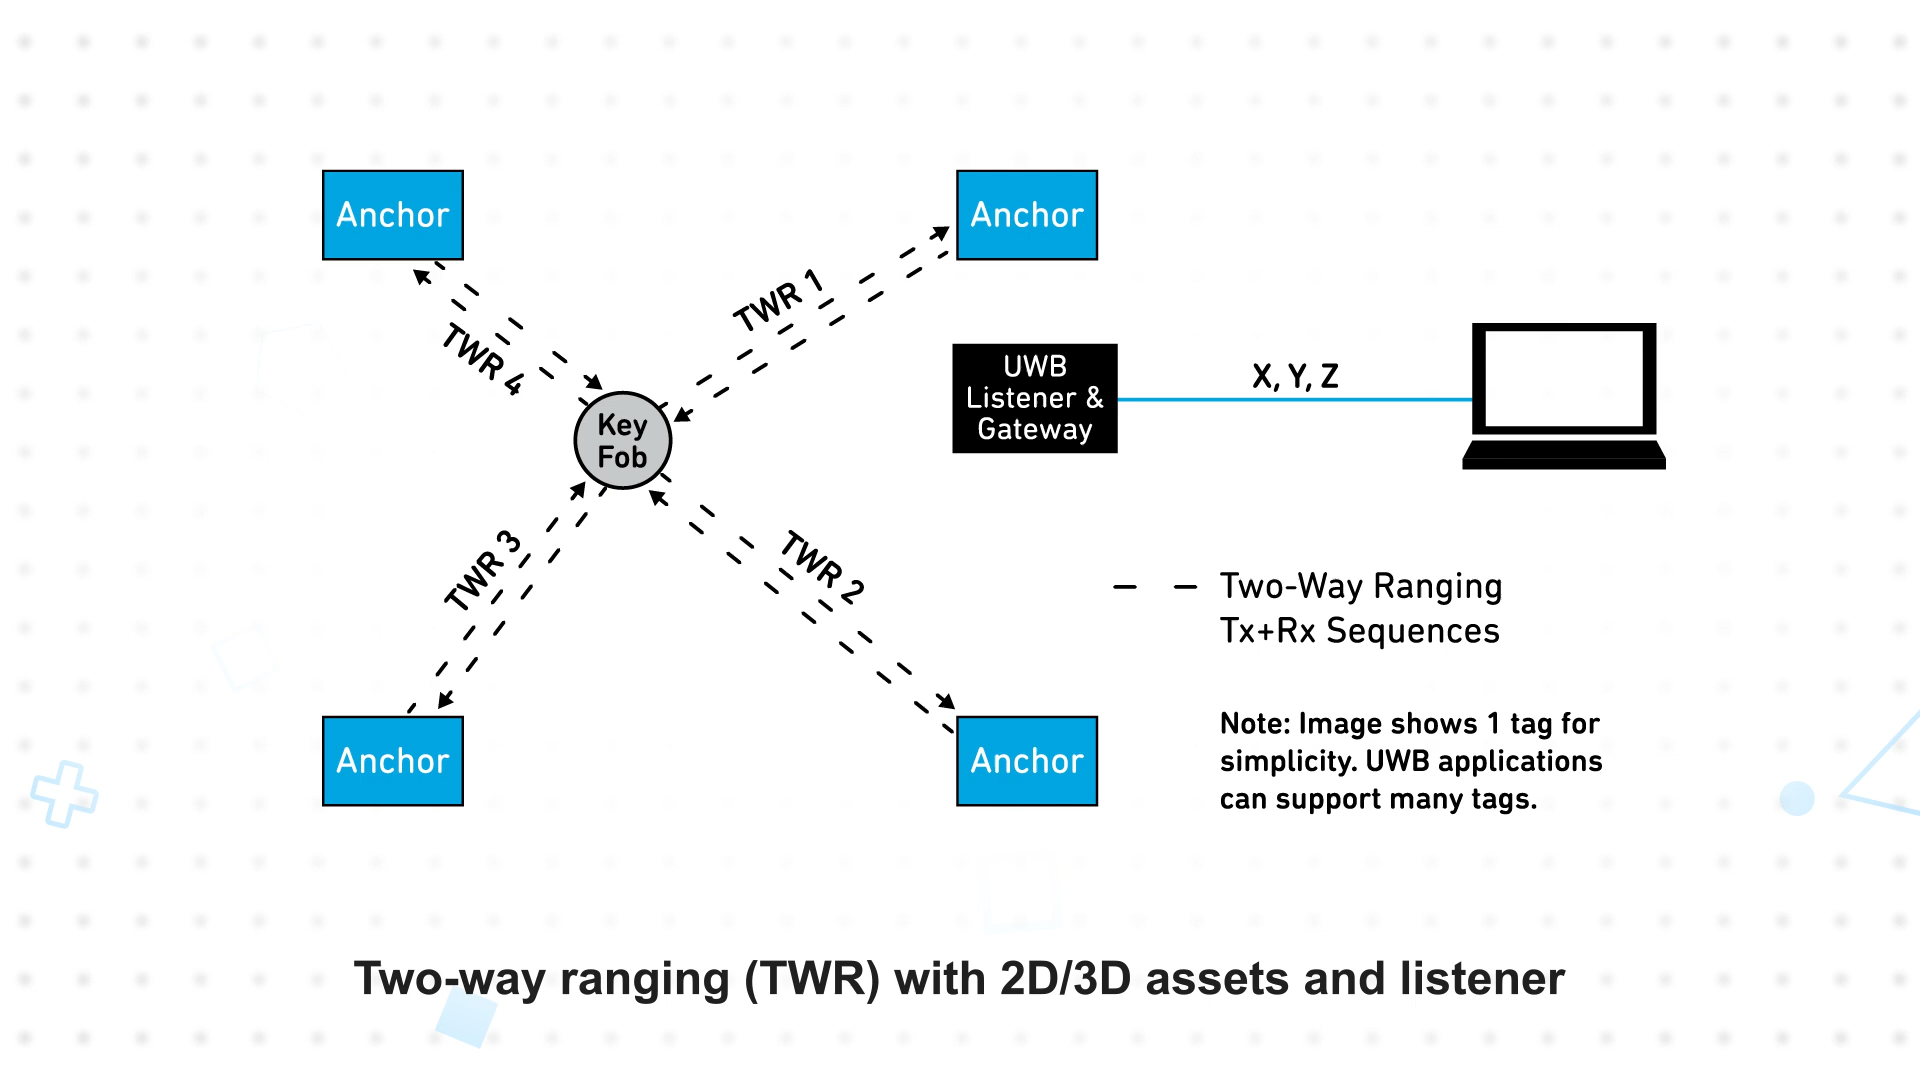 Anchor
Anchor
TWR 1
TWR 4
UWB
Listener &
Gateway
X, Y, Z
Key
Fob
TWR 3
TWR 2
Two-Way Ranging
Tx+Rx Sequences
Anchor
Anchor
Note: Image shows 1 tag for
simplicity. UWB applications
can support many tags.
Two-way ranging (TWR) with 2D/3D assets and listener